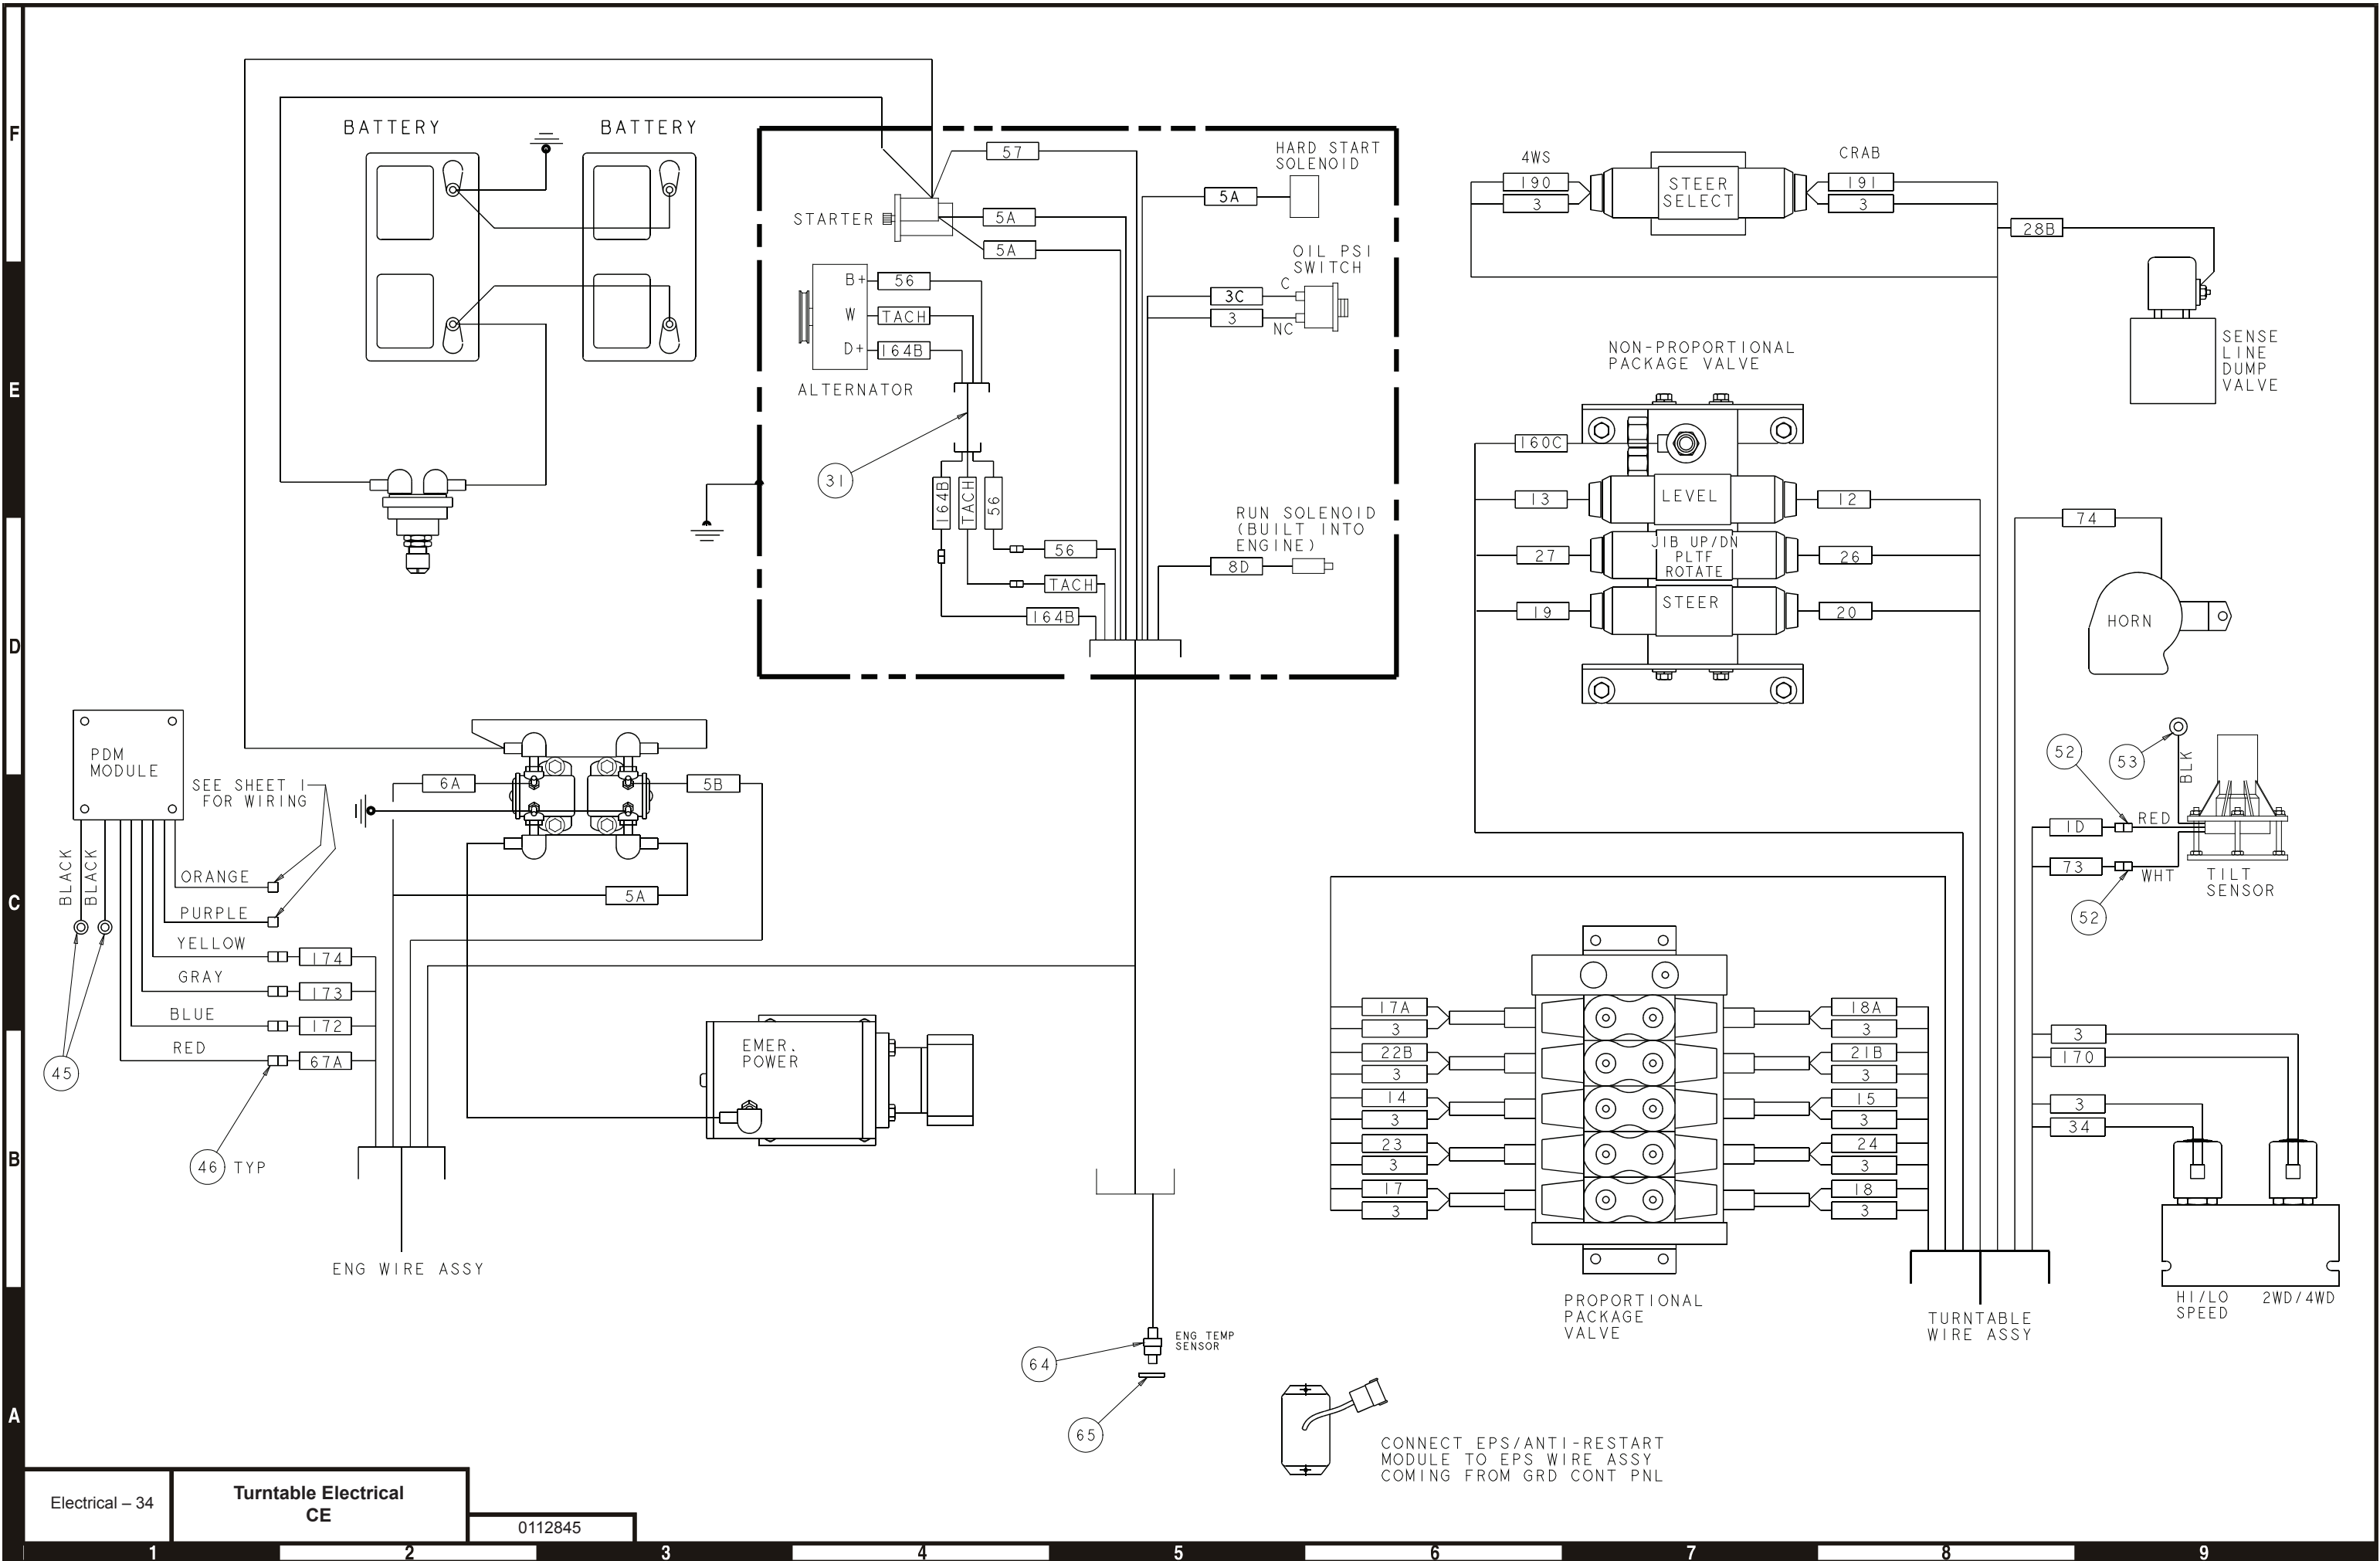 F
E
D
C
B
A
BATTERY
BATTERY
STARTER
57
5A
5A
B+
56
W
TACH
D+
164B
ALTERNATOR
31
164B
TACH
56
56
TACH
164B
HARD START
SOLENOID
5A
OIL PSI
SWITCH
C
3C
3
NC
RUN SOLENOID
(BUILT INTO
ENGINE)
8D
4WS
190
3
STEER
SELECT
CRAB
191
3
28B
SENSE
LINE
DUMP
VALVE
NON-PROPORTIONAL
PACKAGE VALVE
160C
13
LEVEL
12
27
JIB UP/DN
PLTF
ROTATE
26
19
STEER
20
74
HORN
52
53
BLK
1D
RED
73
WHT
52
TILT
SENSOR
PDM
MODULE
SEE SHEET 1
FOR WIRING
BLACK
BLACK
ORANGE
PURPLE
YELLOW
174
GRAY
173
BLUE
172
RED
67A
45
46 TYP
6A
5B
5A
EMER.
POWER
ENG WIRE ASSY
17A
3
22B
3
14
3
23
3
17
3
18A
3
21B
3
15
3
24
3
18
3
PROPORTIONAL
PACKAGE
VALVE
TURNTABLE
WIRE ASSY
3
170
3
34
HI/LO
SPEED
2WD/4WD
64
ENG TEMP
SENSOR
65
CONNECT EPS/ANTI-RESTART
MODULE TO EPS WIRE ASSY
COMING FROM GRD CONT PNL
Electrical – 34
Turntable Electrical
CE
0112845
1 2 3 4 5 6 7 8 9